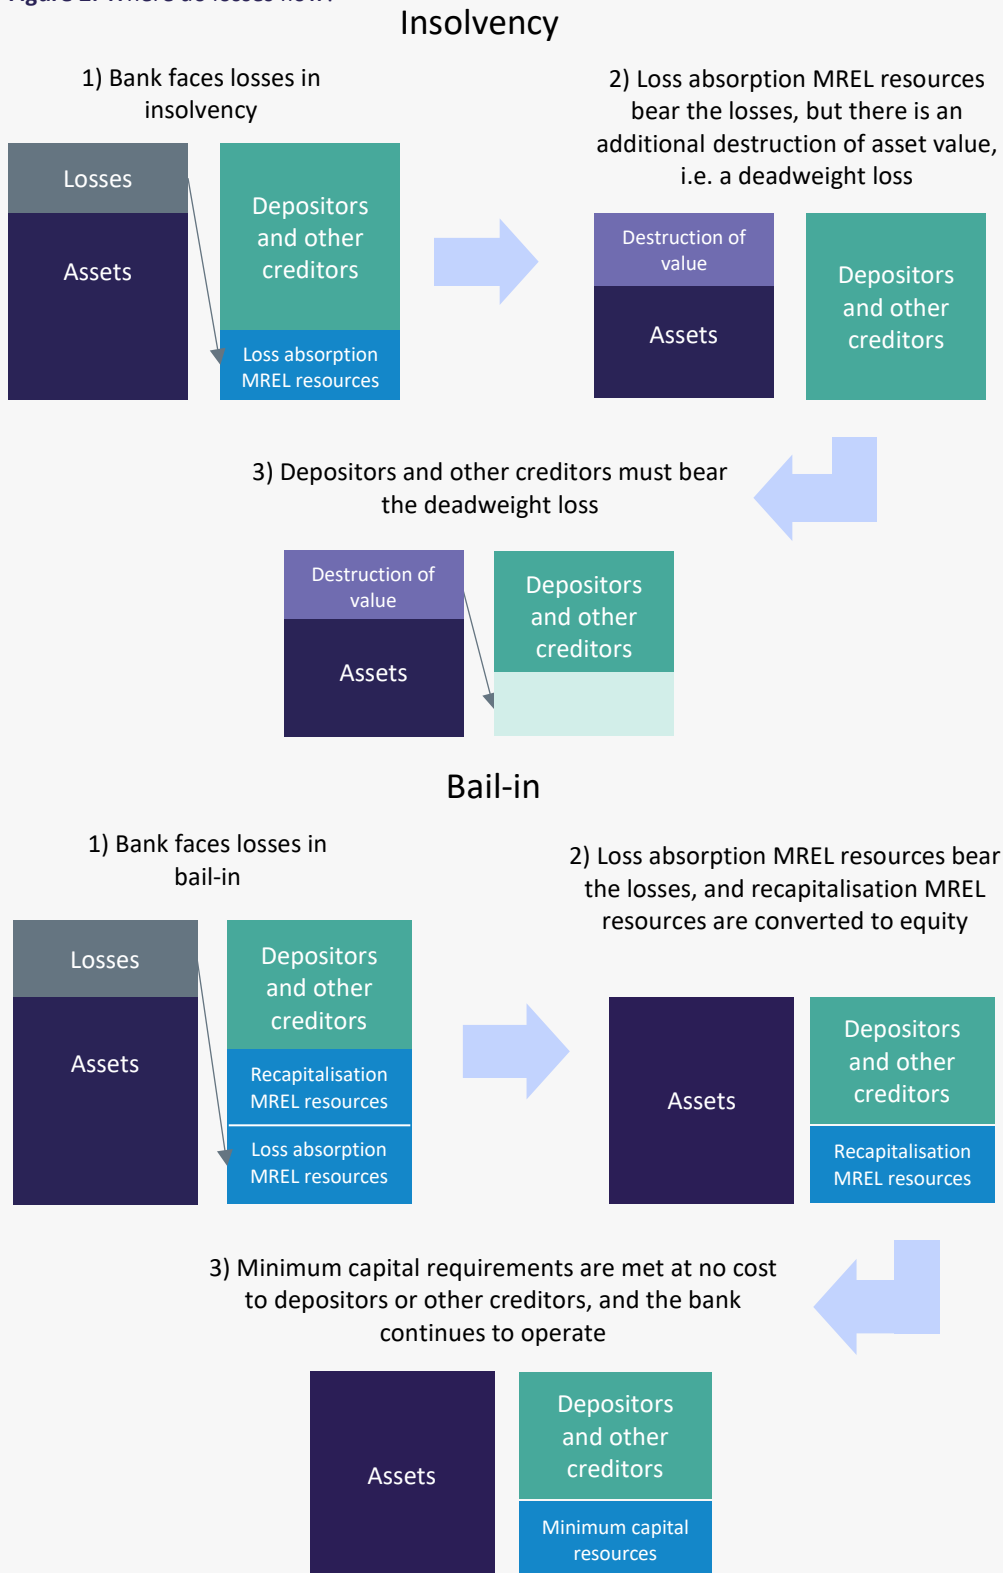 Insolvency
1) Bank faces losses in
insolvency
2) Loss absorption MREL resources
bear the losses, but there is an
additional destruction of asset value,
i.e. a deadweight loss
Losses
Assets
Depositors
and other
creditors
Loss absorption
MREL resources
Destruction of
value
Assets
Depositors
and other
creditors
3) Depositors and other creditors must bear
the deadweight loss
Destruction of
value
Assets
Depositors
and other
creditors
Bail-in
1) Bank faces losses in
bail-in
2) Loss absorption MREL resources bear
the losses, and recapitalisation MREL
resources are converted to equity
Losses
Assets
Depositors
and other
creditors
Recapitalisation
MREL resources
Loss absorption
MREL resources
Assets
Depositors
and other
creditors
Recapitalisation
MREL resources
3) Minimum capital requirements are met at no cost
to depositors or other creditors, and the bank
continues to operate
Assets
Depositors
and other
creditors
Minimum capital
resources